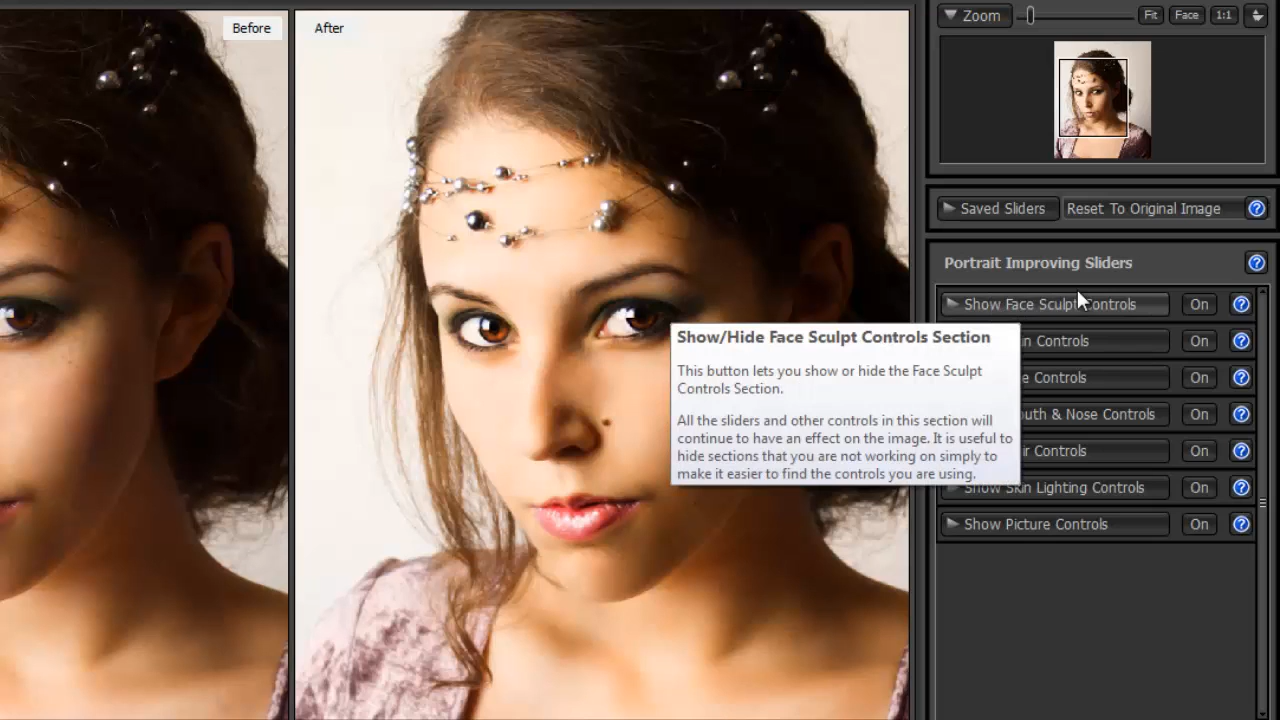 Before
After
Zoom
Fit
Face
1:1
Saved Sliders
Reset To Original Image
?
Portrait Improving Sliders
?
Show Face Sculpt Controls
On
?
Show/Hide Face Sculpt Controls Section
This button lets you show or hide the Face Sculpt
Controls Section.
All the sliders and other controls in this section will
continue to have an effect on the image. It is useful to
hide sections that you are not working on simply to
make it easier to find the controls you are using.
Controls
On
?
Controls
On
?
& Nose Controls
On
?
Controls
On
?
Show Skin Lighting Controls
On
?
Show Picture Controls
On
?